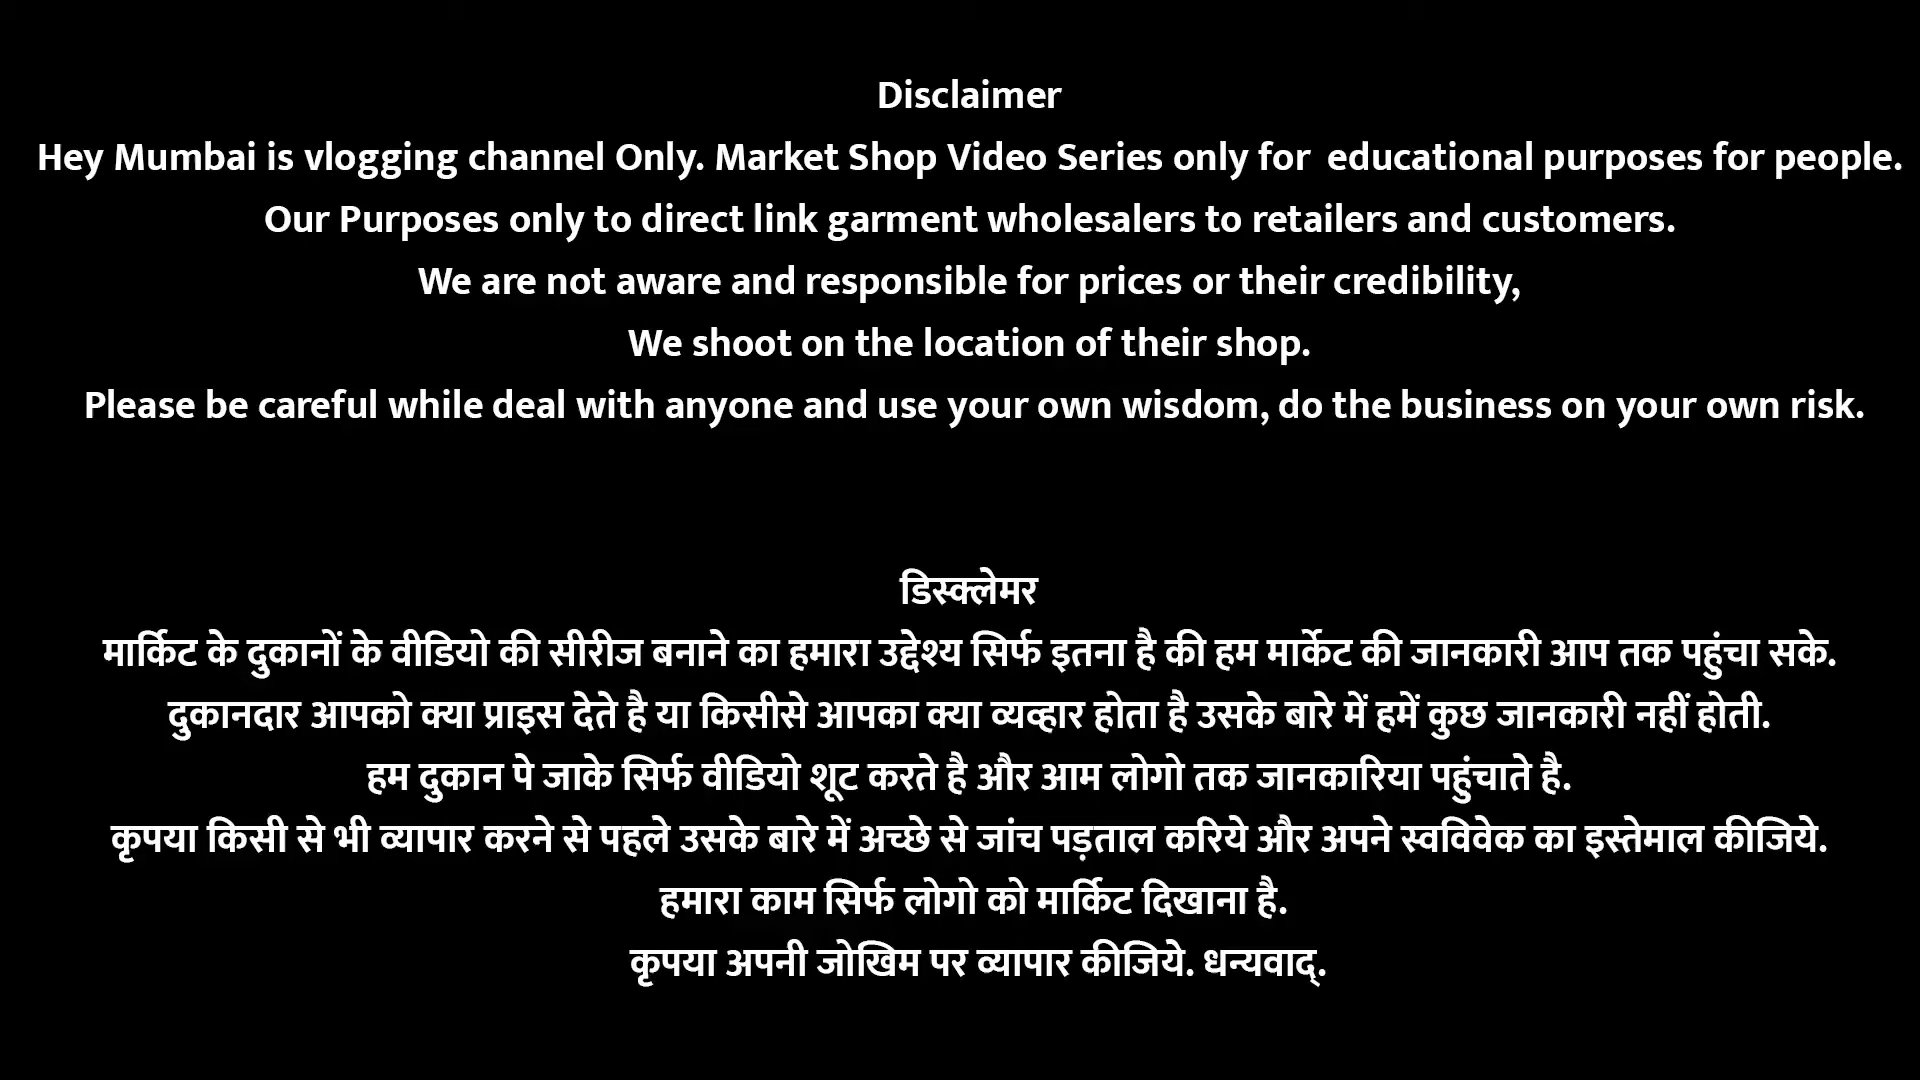 Disclaimer
Hey Mumbai is vlogging channel Only. Market Shop Video Series only for educational purposes for people.
Our Purposes only to direct link garment wholesalers to retailers and customers.
We are not aware and responsible for prices or their credibility,
We shoot on the location of their shop.
Please be careful while deal with anyone and use your own wisdom, do the business on your own risk.
डिस्क्लेमर
मार्किट के दुकानों के वीडियो की सीरीज बनाने का हमारा उद्देश्य सिर्फ इतना है की हम मार्केट की जानकारी आप तक पहुंचा सके.
दुकानदार आपको क्या प्राइस देते है या किसीसे आपका क्या व्यव्हार होता है उसके बारे में हमें कुछ जानकारी नहीं होती.
हम दुकान पे जाके सिर्फ वीडियो शूट करते है और आम लोगो तक जानकारिया पहुंचाते है.
कृपया किसी से भी व्यापार करने से पहले उसके बारे में अच्छे से जांच पड़ताल करिये और अपने स्वविवेक का इस्तेमाल कीजिये.
हमारा काम सिर्फ लोगो को मार्किट दिखाना है.
कृपया अपनी जोखिम पर व्यापार कीजिये. धन्यवाद्.